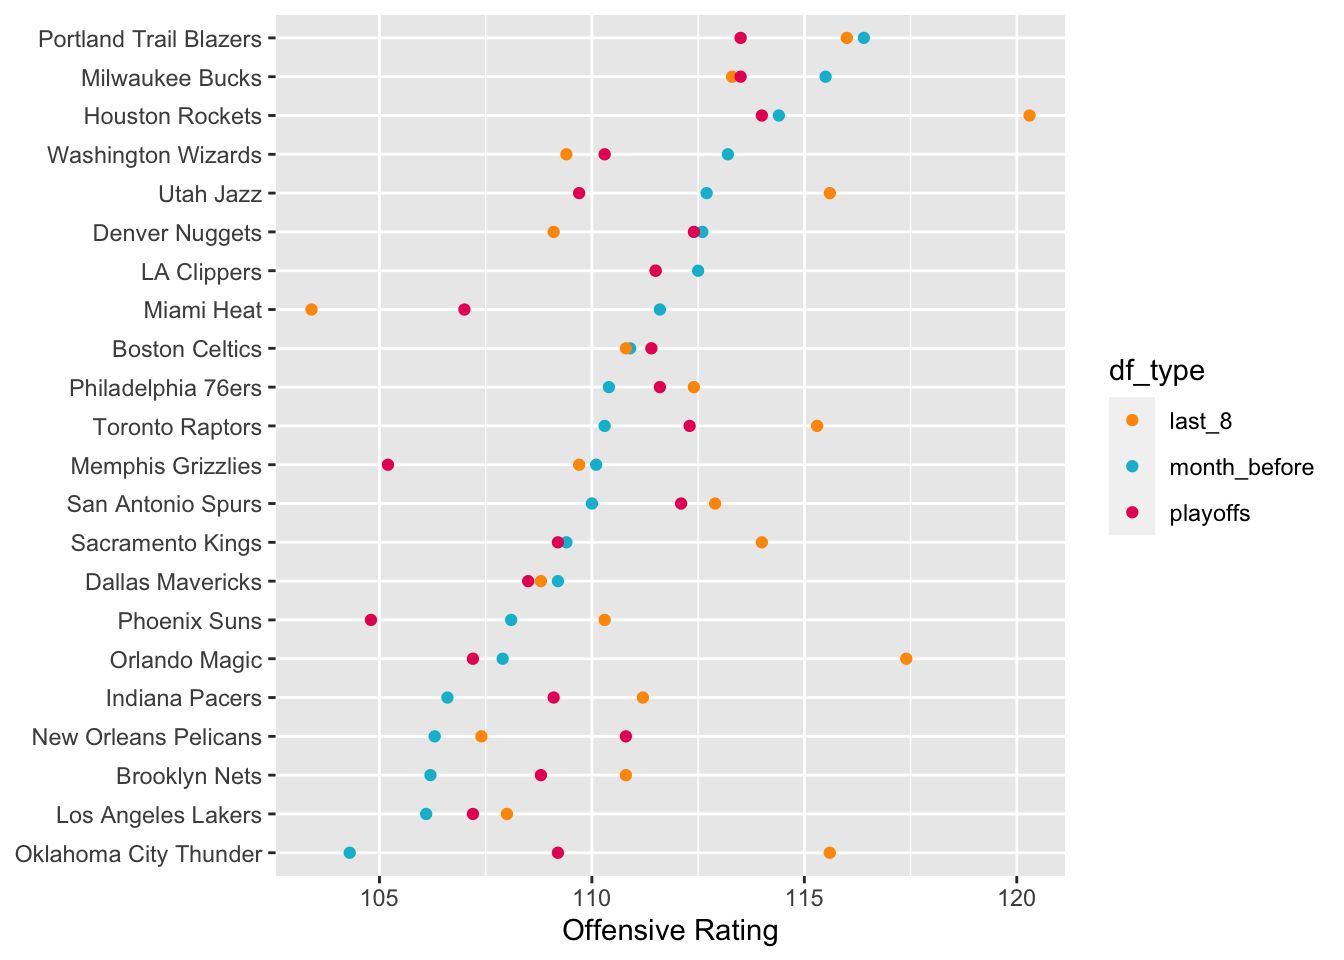 Portland Trail Blazers
Milwaukee Bucks
Houston Rockets
Washington Wizards
Utah Jazz
Denver Nuggets
LA Clippers
Miami Heat
Boston Celtics
Philadelphia 76ers
Toronto Raptors
Memphis Grizzlies
San Antonio Spurs
Sacramento Kings
Dallas Mavericks
Phoenix Suns
Orlando Magic
Indiana Pacers
New Orleans Pelicans
Brooklyn Nets
Los Angeles Lakers
Oklahoma City Thunder
105 110 115 120
Offensive Rating
df_type
last_8
month_before
playoffs